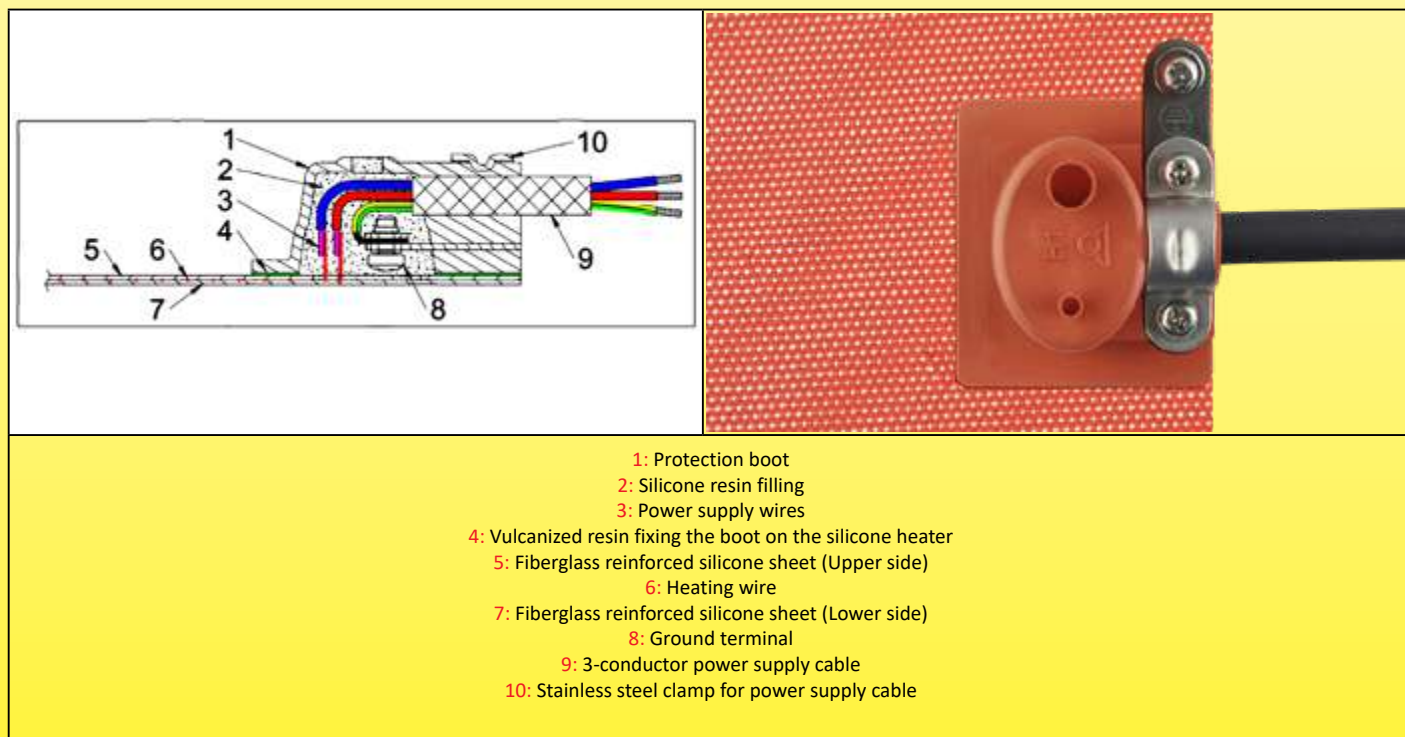 1
2
3
4
5
6
7
8
9
10
1: Protection boot
2: Silicone resin filling
3: Power supply wires
4: Vulcanized resin fixing the boot on the silicone heater
5: Fiberglass reinforced silicone sheet (Upper side)
6: Heating wire
7: Fiberglass reinforced silicone sheet (Lower side)
8: Ground terminal
9: 3-conductor power supply cable
10: Stainless steel clamp for power supply cable